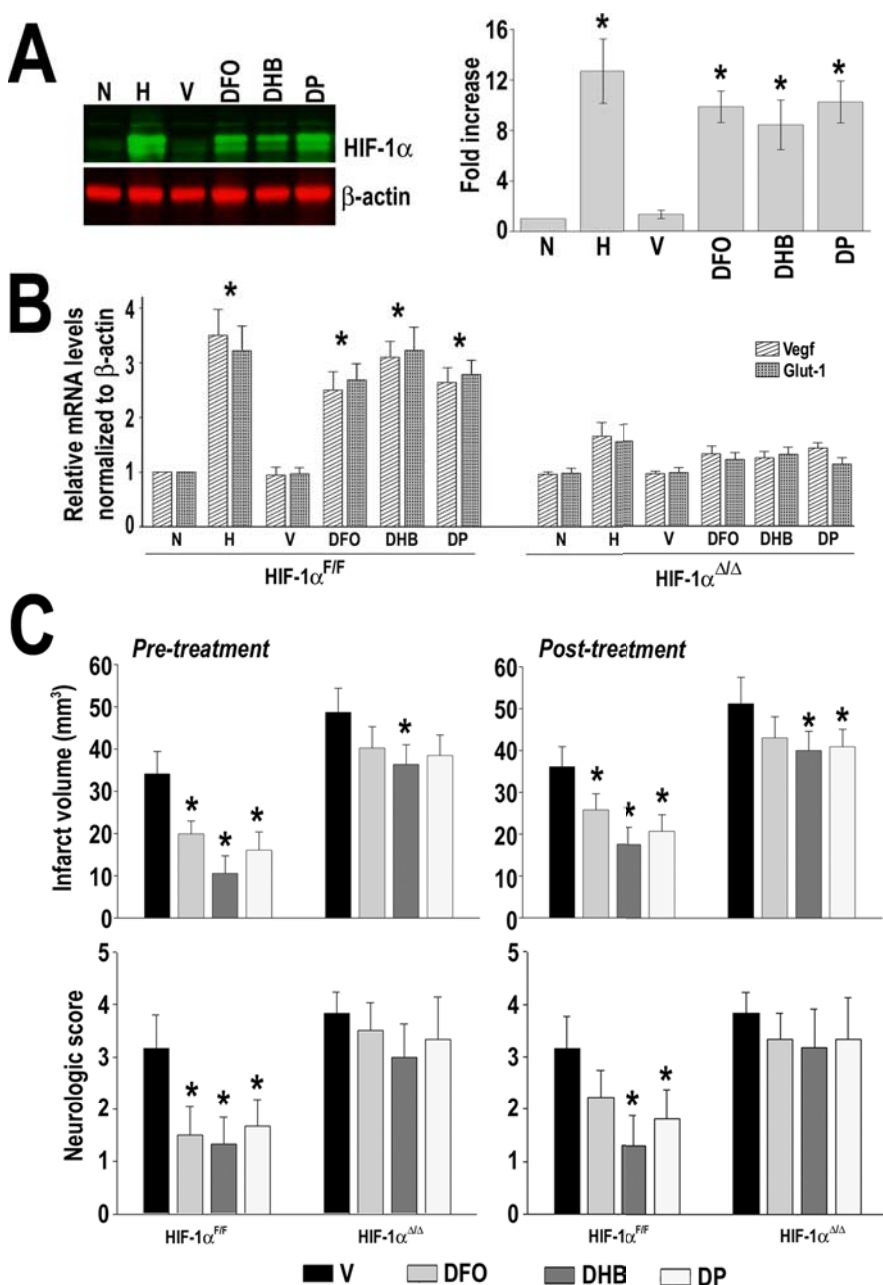 A
N H V DFO DHB DP
HIF-1α
β-actin
Fold increase
16
12
8
4
0
* * * *
N H V DFO DHB DP
B
Relative mRNA levels
normalized to β-actin
4
3
2
1
0
* * * *
Vegf
Glut-1
N H V DFO DHB DP N H V DFO DHB DP
HIF-1α^F/F HIF-1α^Δ/Δ
C
Pre-treatment
Infarct volume (mm³)
60
50
40
30
20
10
0
* * * *
Post-treatment
60
50
40
30
20
10
0
* * * * *
Neurologic score
5
4
3
2
1
0
* * *
HIF-1α^F/F HIF-1α^Δ/Δ
5
4
3
2
1
0
* *
HIF-1α^F/F HIF-1α^Δ/Δ
V DFO DHB DP